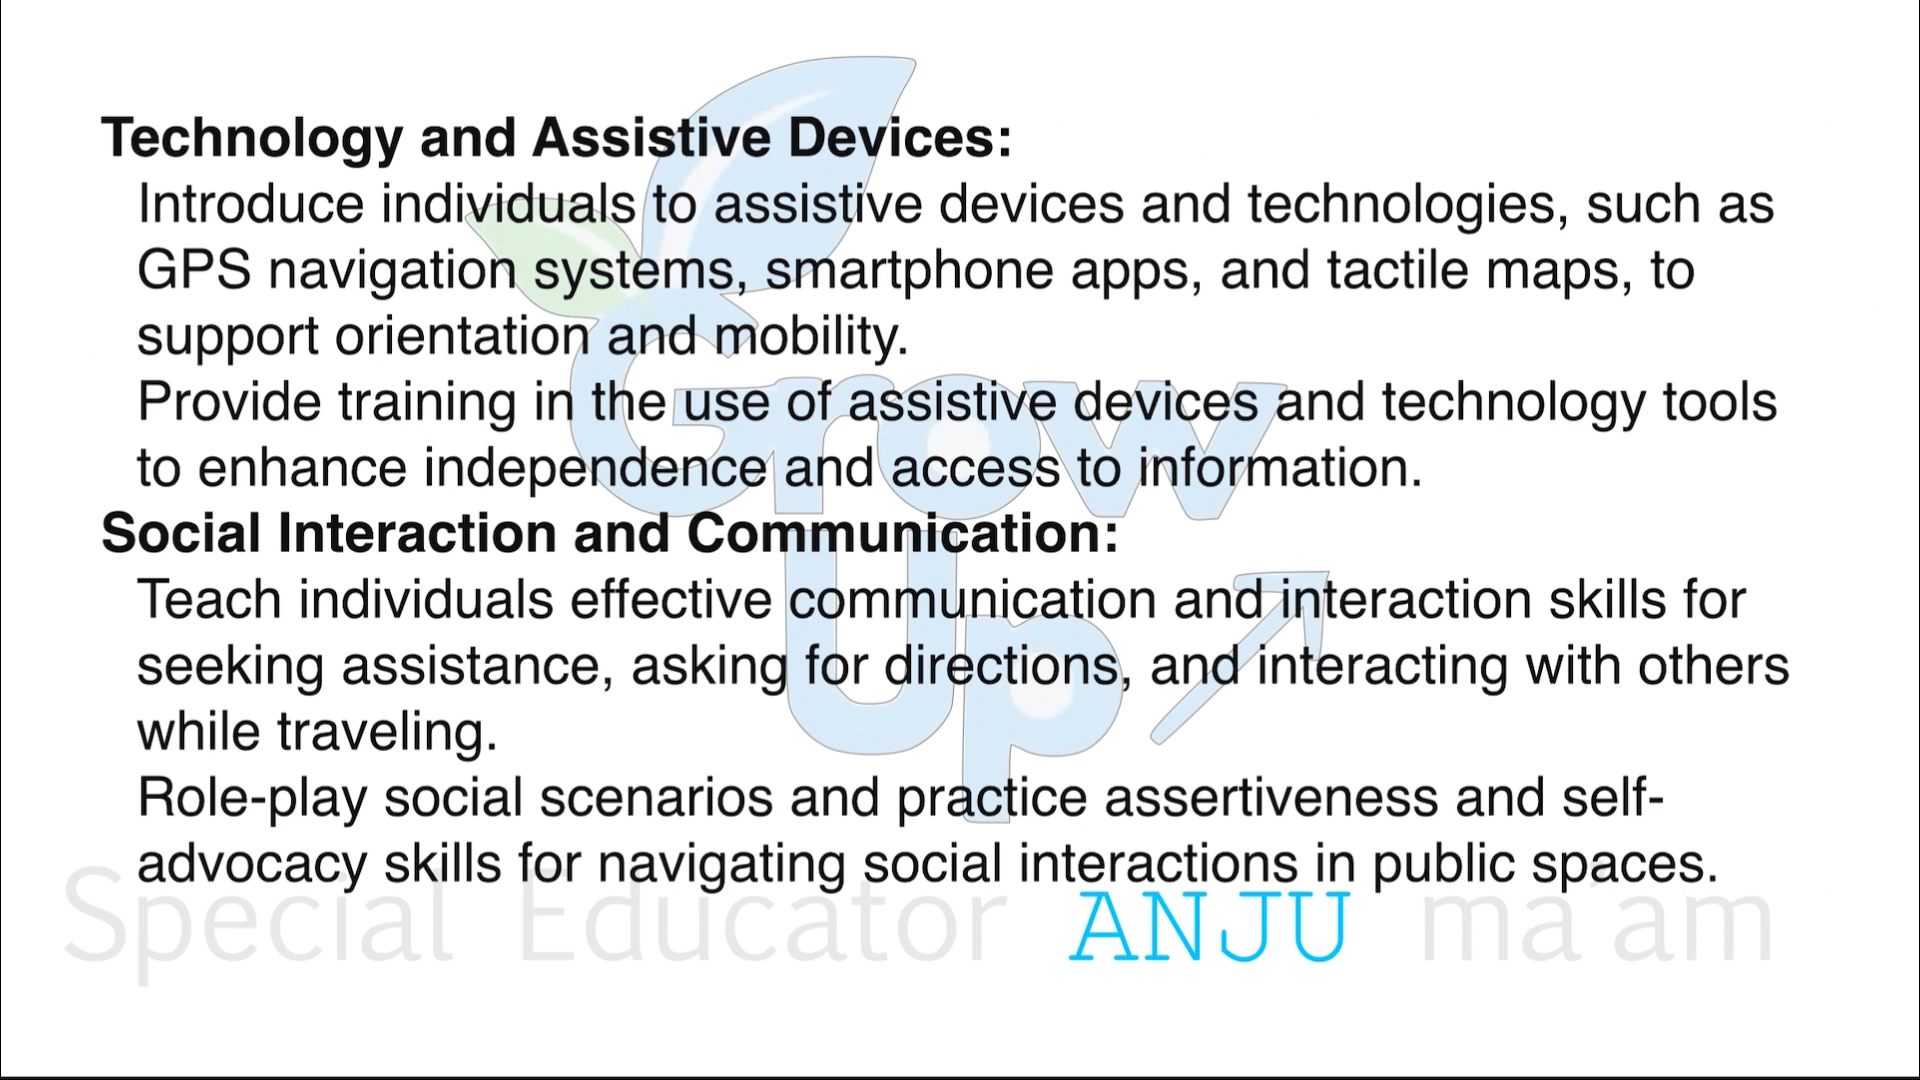 Technology and Assistive Devices:
Introduce individuals to assistive devices and technologies, such as
GPS navigation systems, smartphone apps, and tactile maps, to
support orientation and mobility.
Provide training in the use of assistive devices and technology tools
to enhance independence and access to information.
Social Interaction and Communication:
Teach individuals effective communication and interaction skills for
seeking assistance, asking for directions, and interacting with others
while traveling.
Role-play social scenarios and practice assertiveness and self-
advocacy skills for navigating social interactions in public spaces.
Special Educator ANJU ma'am
Grow
Up